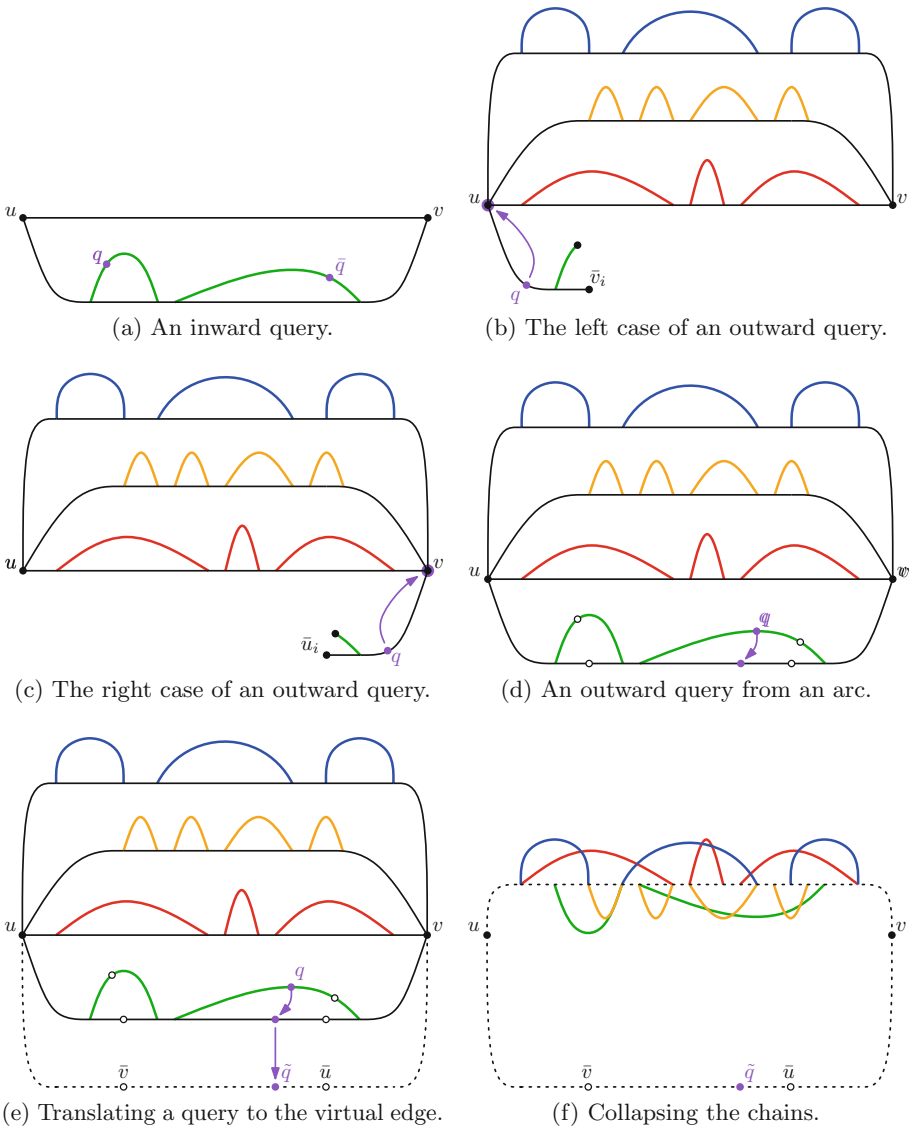 u
v
q
q̄
(a) An inward query.
u
v
q
v̄ᵢ
(b) The left case of an outward query.
u
v
ūᵢ
q
(c) The right case of an outward query.
u
v
q
(d) An outward query from an arc.
u
v
q
v̄
q̃
ū
(e) Translating a query to the virtual edge.
u
v
v̄
q̃
ū
(f) Collapsing the chains.